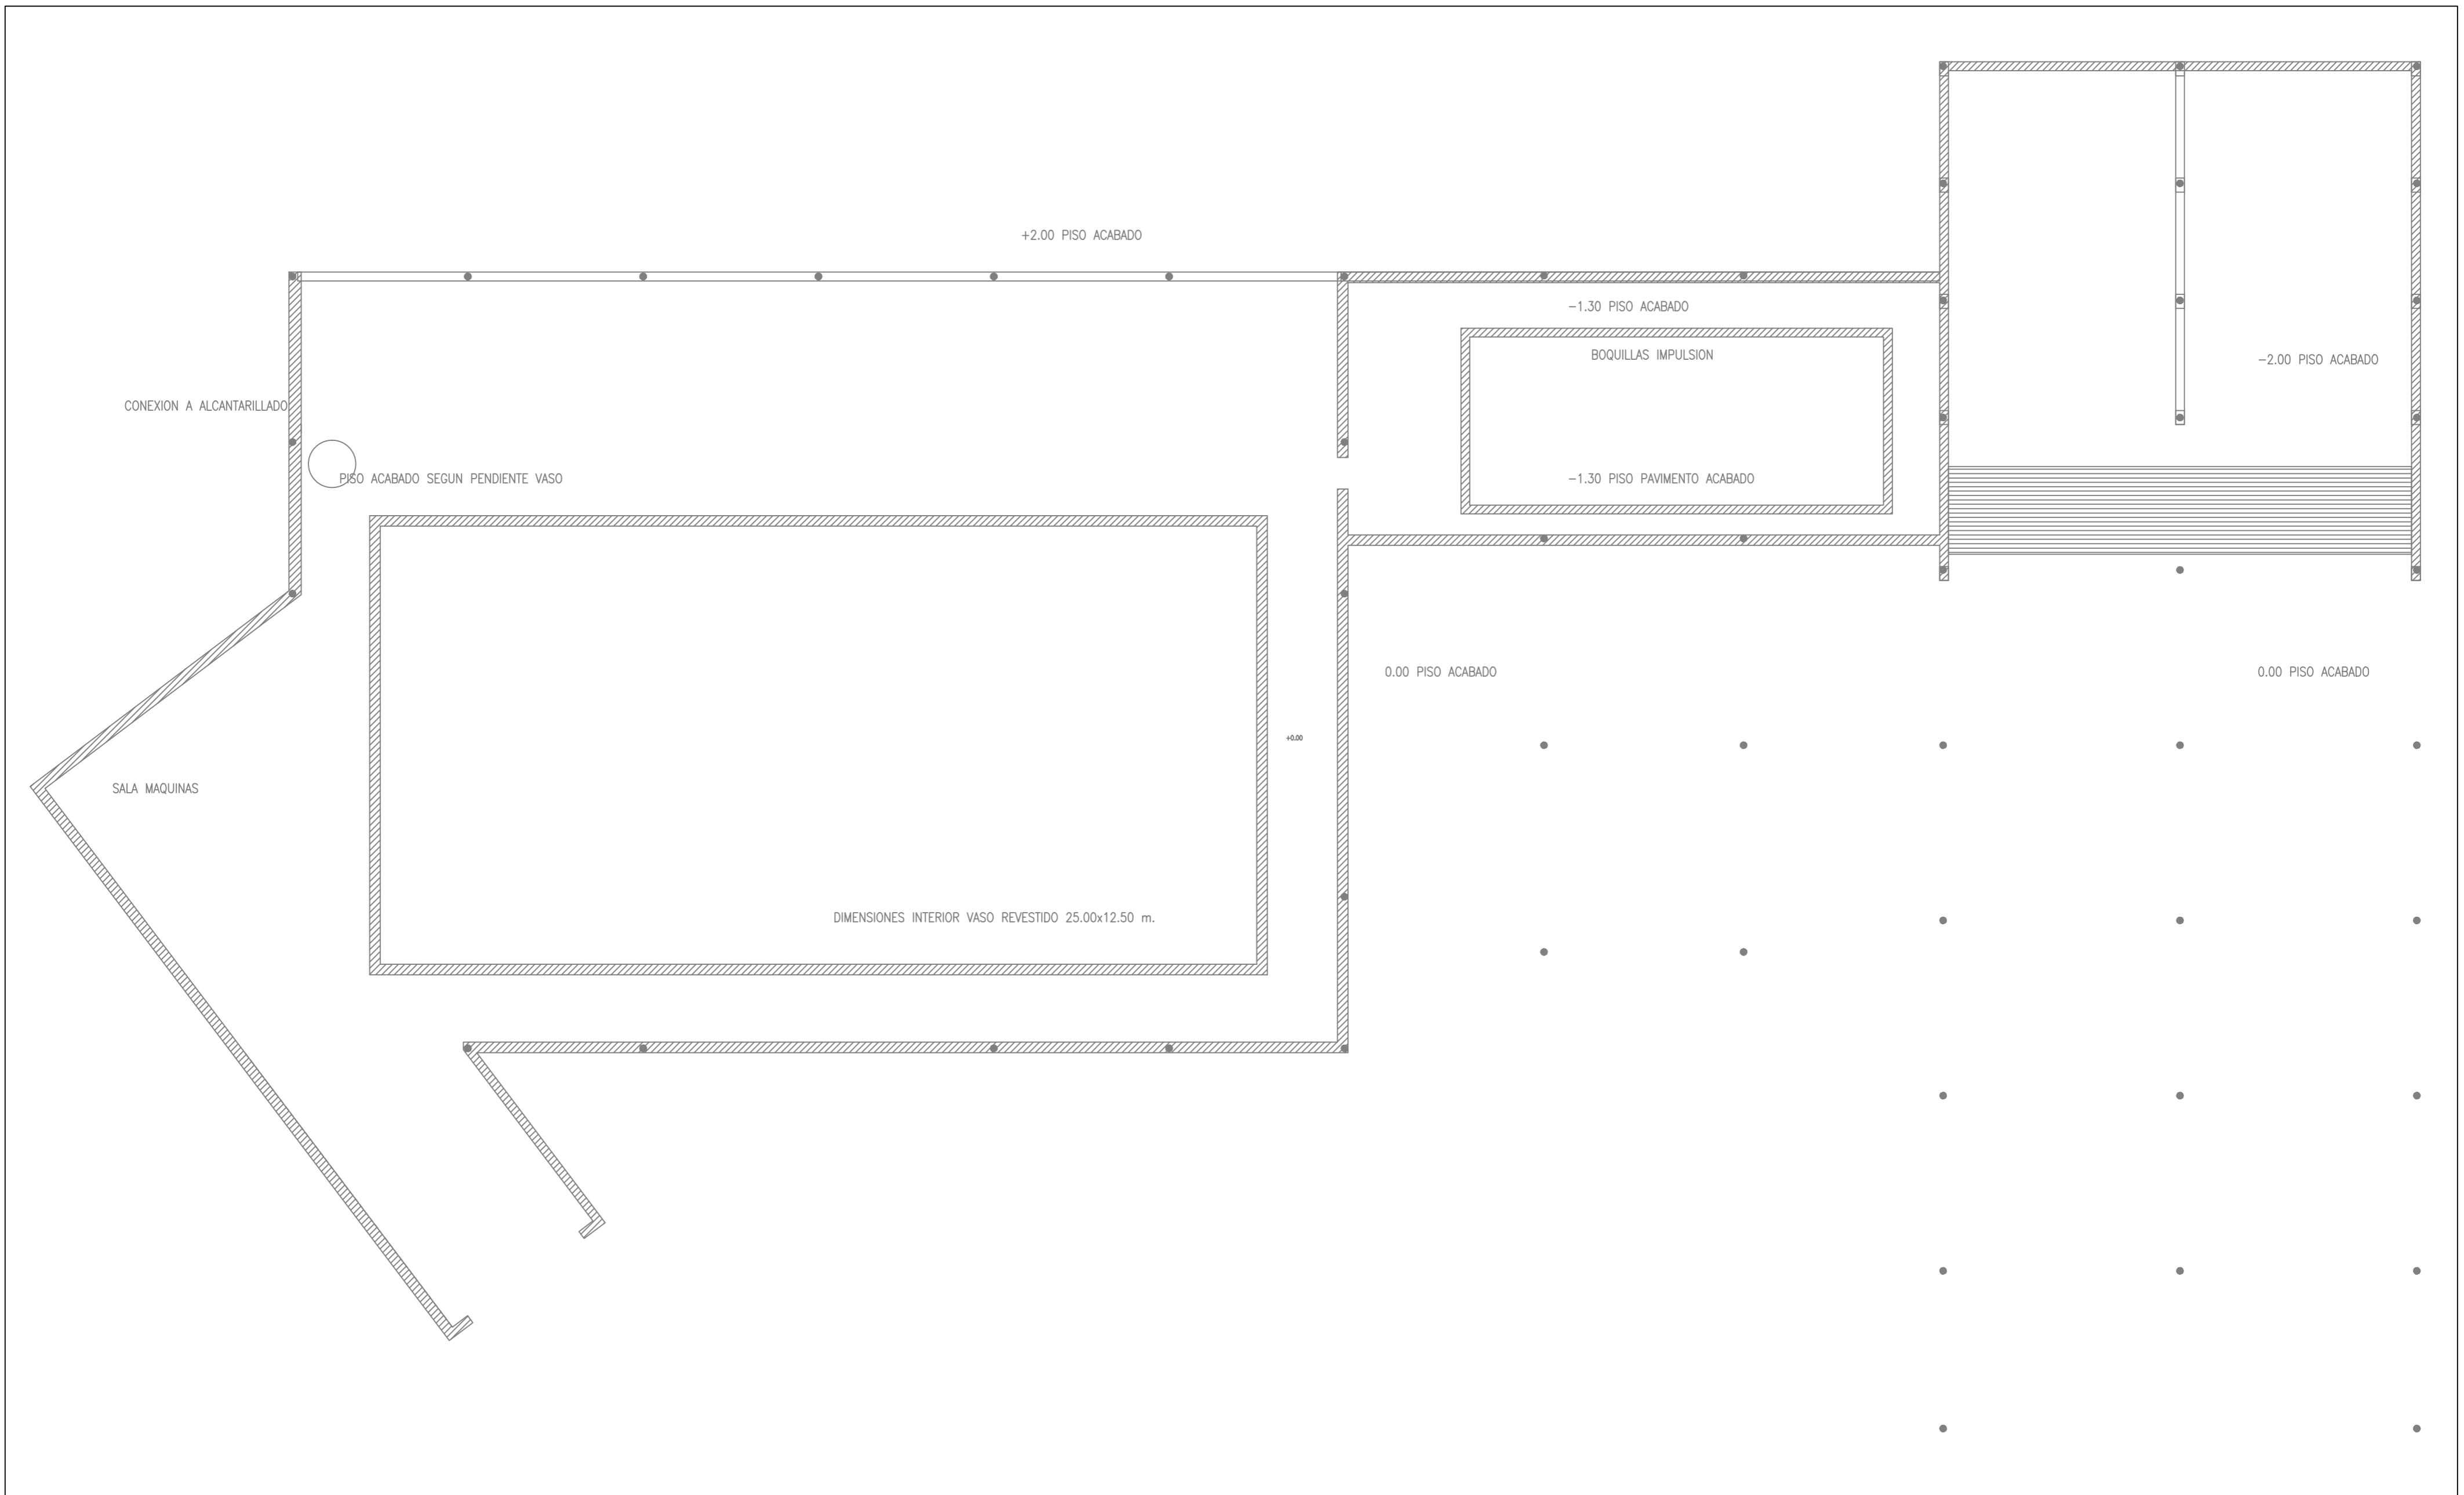 +2.00 PISO ACABADO
-1.30 PISO ACABADO
BOQUILLAS IMPULSION
-2.00 PISO ACABADO
CONEXION A ALCANTARILLADO
PISO ACABADO SEGUN PENDIENTE VASO
-1.30 PISO PAVIMENTO ACABADO
0.00 PISO ACABADO
0.00 PISO ACABADO
+0.00
SALA MAQUINAS
DIMENSIONES INTERIOR VASO REVESTIDO 25.00x12.50 m.